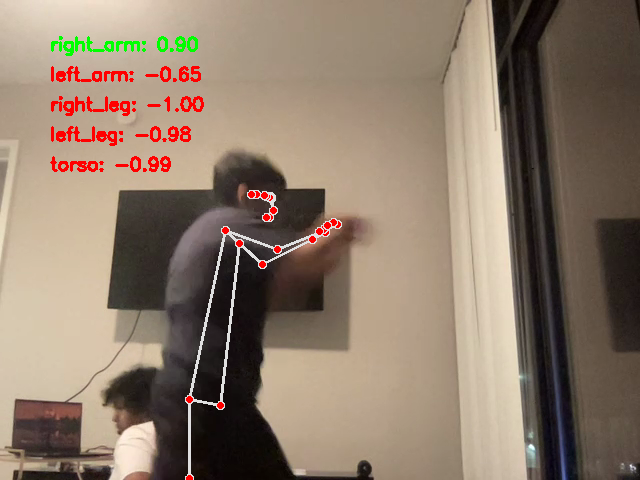 right_arm: 0.90
left_arm: -0.65
right_leg: -1.00
left_leg: -0.98
torso: -0.99